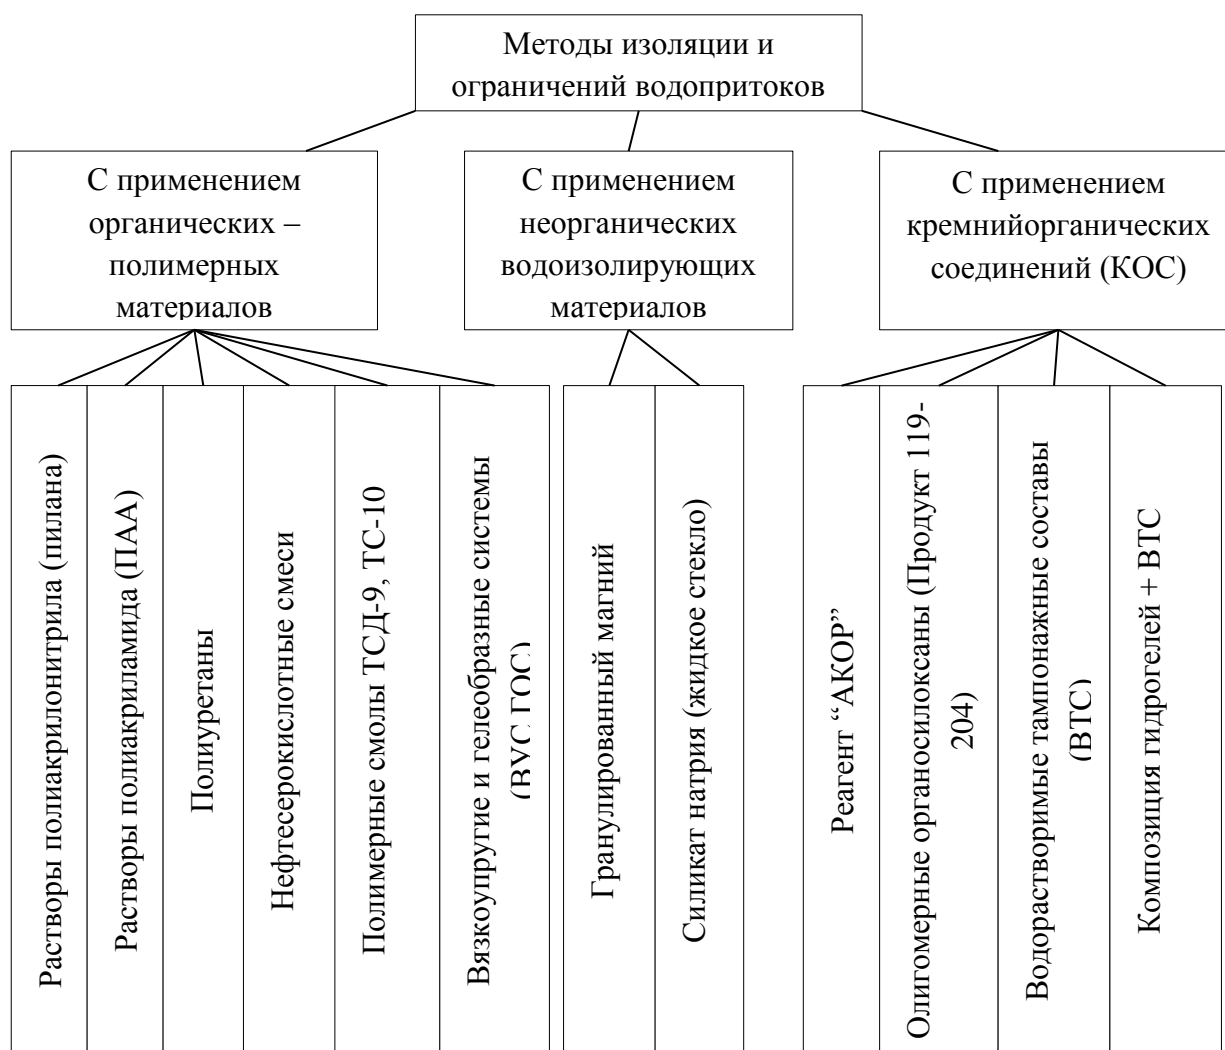 Методы изоляции и
ограничений водопритоков
С применением
органических –
полимерных
материалов
С применением
неорганических
водоизолирующих
материалов
С применением
кремнийорганических
соединений (КОС)
Растворы полиакрилонитрила (пилана)
Растворы полиакриламида (ПАА)
Полиуретаны
Нефтесерокислотные смеси
Полимерные смолы ТСД-9, ТС-10
Вязкоупругие и гелеобразные системы
(ВУС ГОС)
Гранулированный магний
Силикат натрия (жидкое стекло)
Реагент “АКОР”
Олигомерные органосилоксаны (Продукт 119-
204)
Водорастворимые тампонажные составы
(ВТС)
Композиция гидрогелей + ВТС